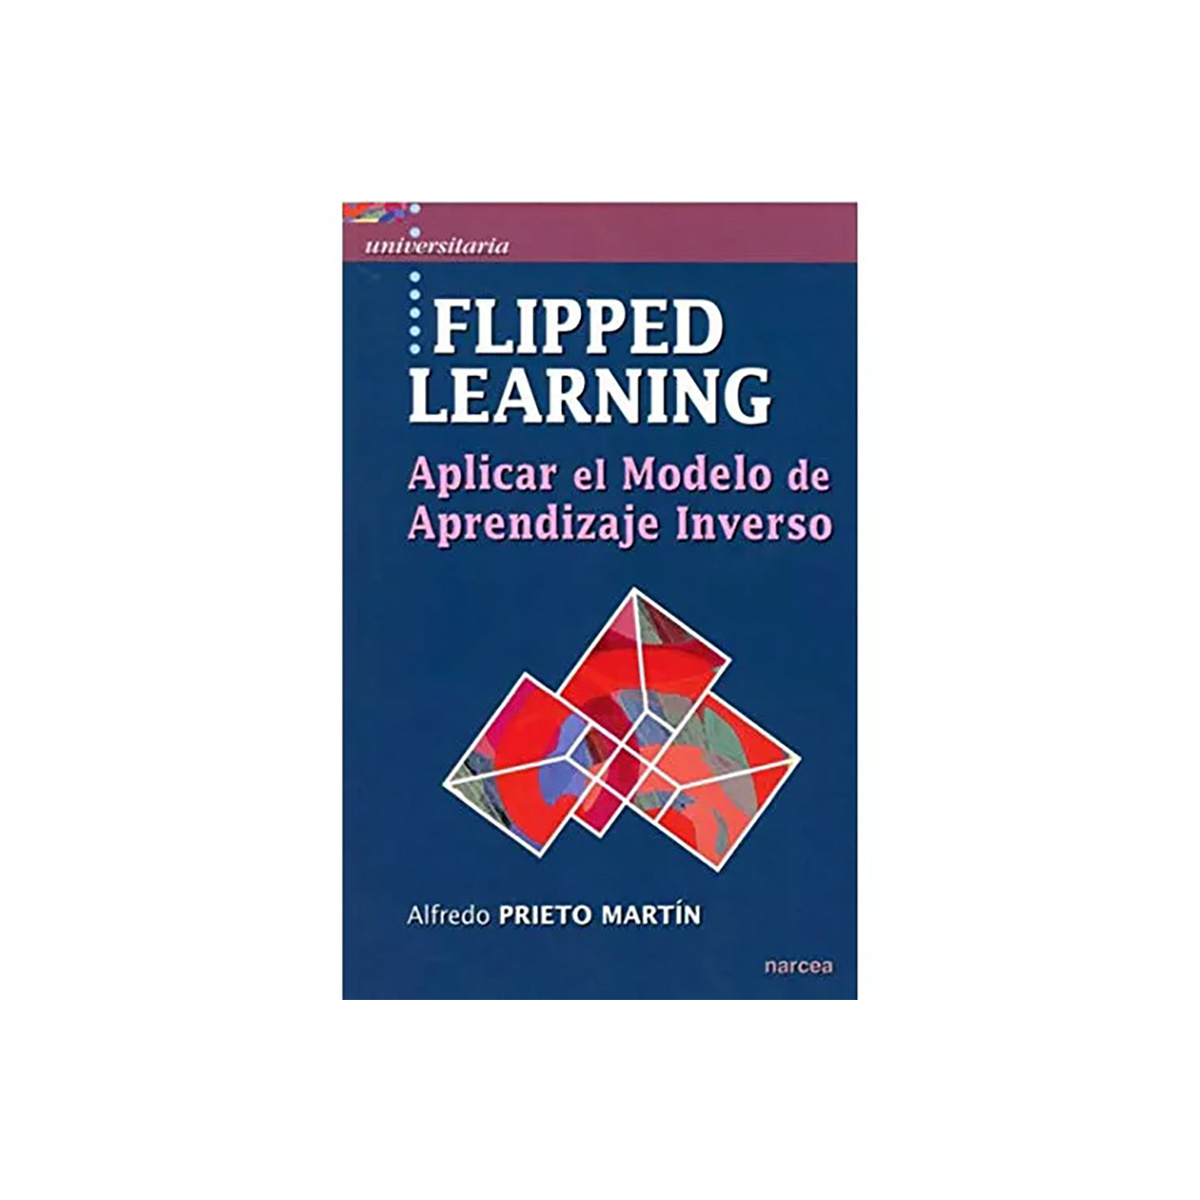 universitaria
FLIPPED
LEARNING
Aplicar el Modelo de
Aprendizaje Inverso
Alfredo PRIETO MARTÍN
narcea